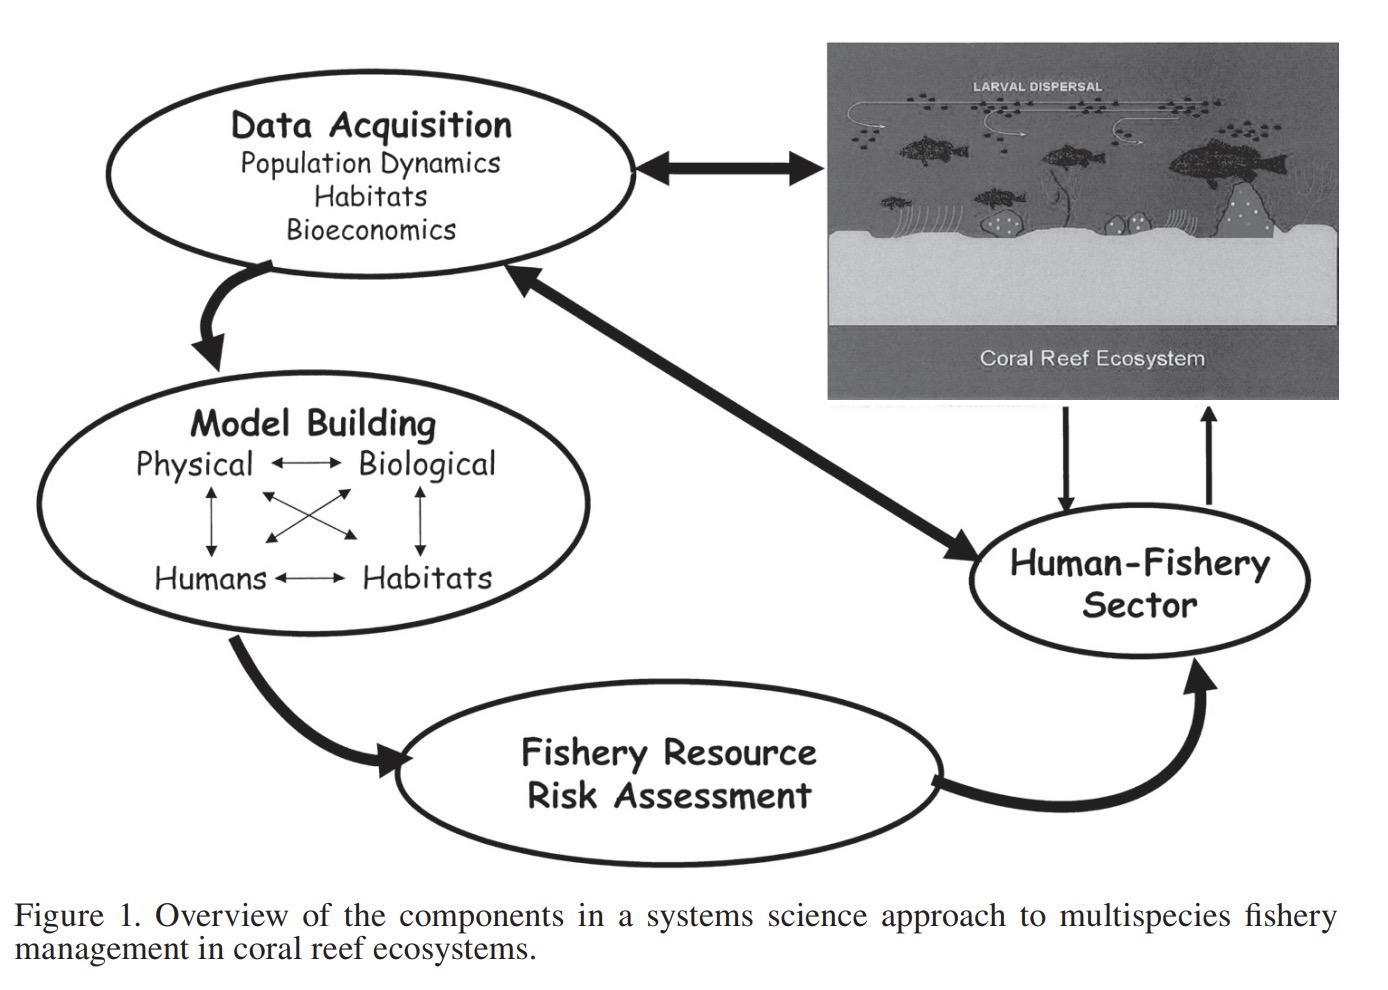 Data Acquisition
Population Dynamics
Habitats
Bioeconomics
LARVAL DISPERSAL
Coral Reef Ecosystem
Model Building
Physical Biological
Humans Habitats
Human-Fishery
Sector
Fishery Resource
Risk Assessment
Figure 1. Overview of the components in a systems science approach to multispecies fishery
management in coral reef ecosystems.